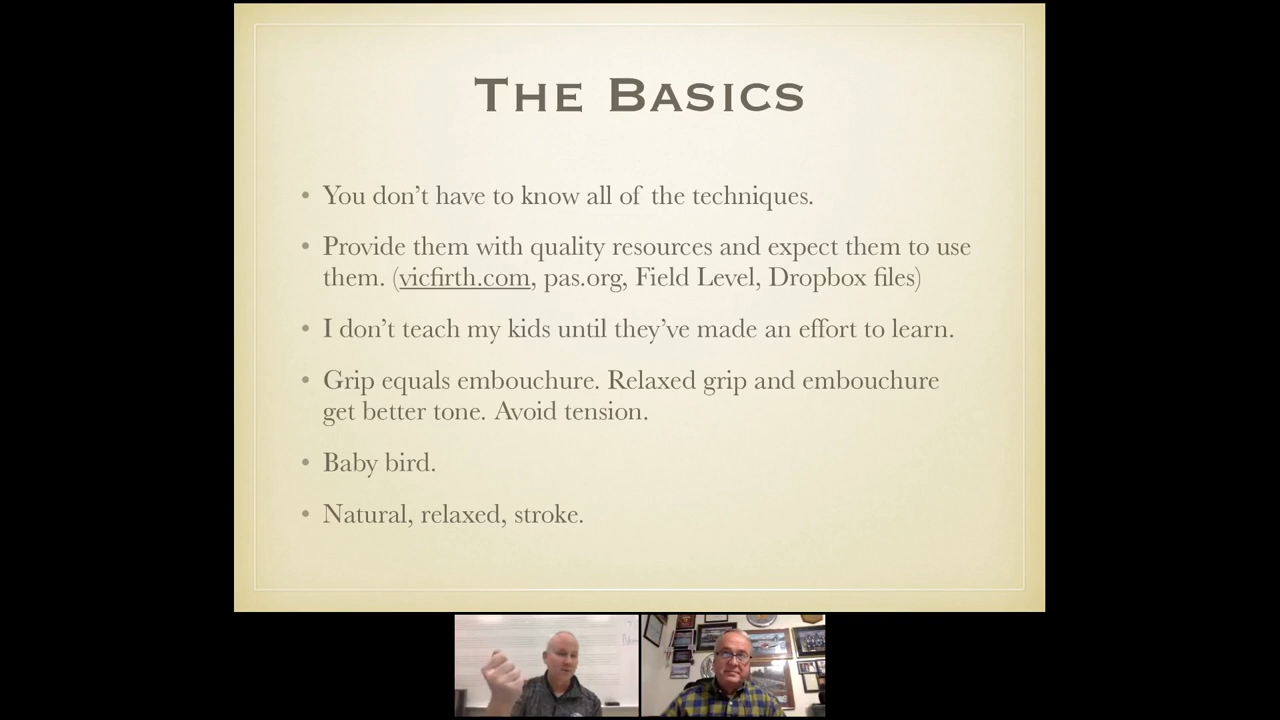 The Basics
• You don't have to know all of the techniques.
• Provide them with quality resources and expect them to use
them. (vicfirth.com, pas.org, Field Level, Dropbox files)
• I don't teach my kids until they've made an effort to learn.
• Grip equals embouchure. Relaxed grip and embouchure
get better tone. Avoid tension.
• Baby bird.
• Natural, relaxed, stroke.